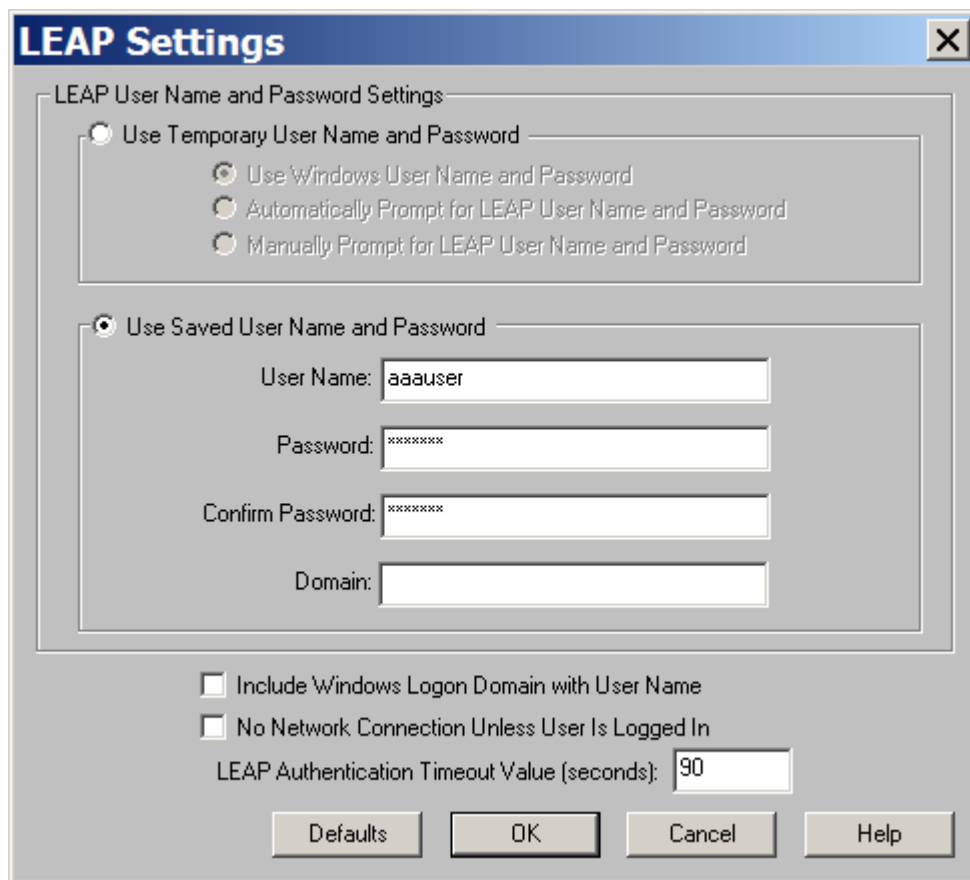 LEAP Settings
LEAP User Name and Password Settings
Use Temporary User Name and Password
Use Windows User Name and Password
Automatically Prompt for LEAP User Name and Password
Manually Prompt for LEAP User Name and Password
Use Saved User Name and Password
User Name: aaauser
Password: *******
Confirm Password: *******
Domain:
Include Windows Logon Domain with User Name
No Network Connection Unless User Is Logged In
LEAP Authentication Timeout Value (seconds): 90
Defaults OK Cancel Help